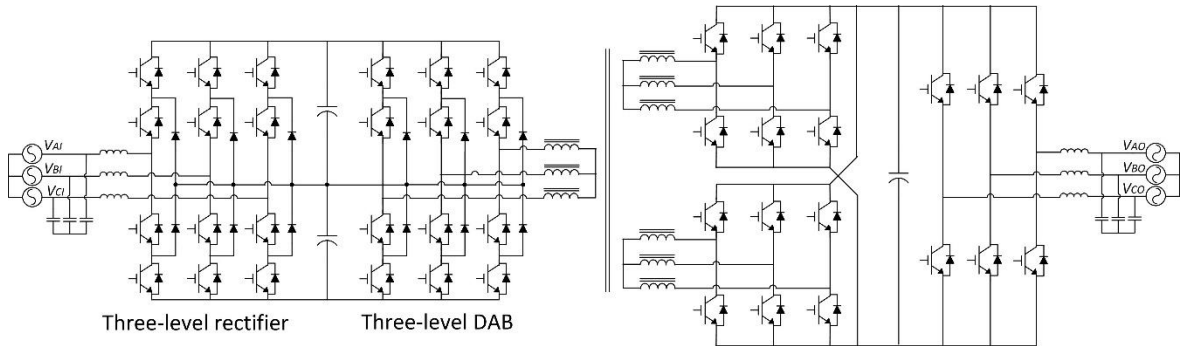 VAI
VBI
VCI
VAO
VBO
VCO
Three-level rectifier
Three-level DAB